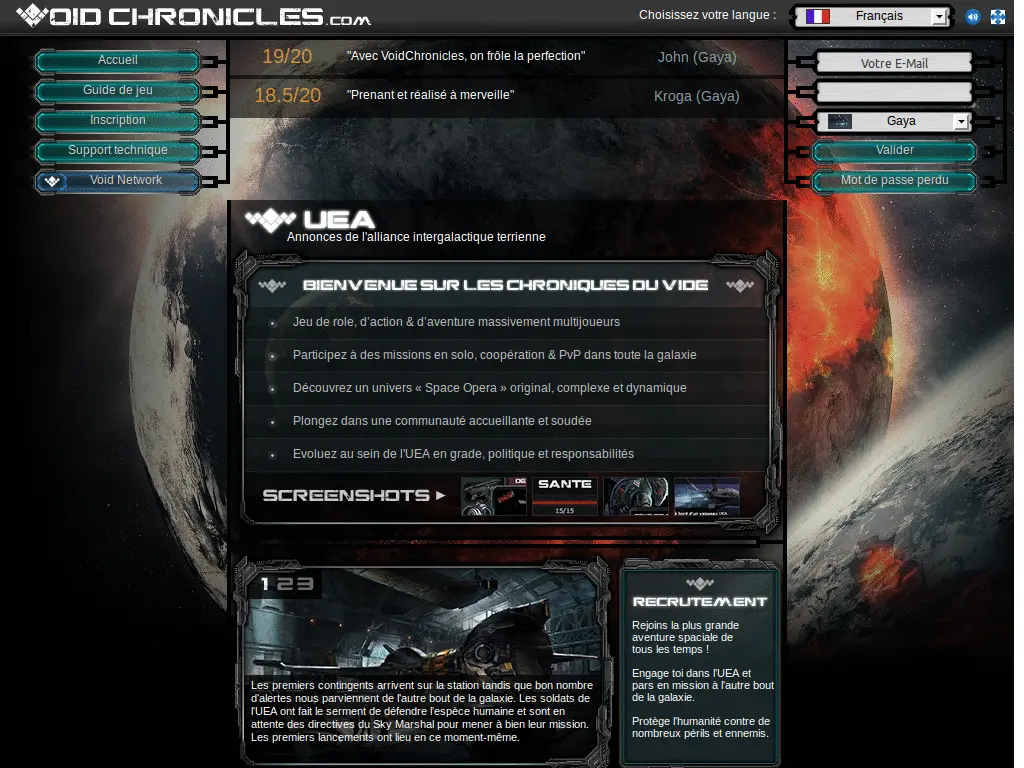 VOID CHRONICLES.COM
Choisissez votre langue :
Français
Accueil
Guide de jeu
Inscription
Support technique
Void Network
19/20 "Avec VoidChronicles, on frôle la perfection" John (Gaya)
18.5/20 "Prenant et réalisé à merveille" Kroga (Gaya)
Votre E-Mail
Gaya
Valider
Mot de passe perdu
UEA
Annonces de l'alliance intergalactique terrienne
BIENVENUE SUR LES CHRONIQUES DU VIDE
Jeu de role, d'action & d'aventure massivement multijoueurs
Participez à des missions en solo, coopération & PvP dans toute la galaxie
Découvrez un univers « Space Opera » original, complexe et dynamique
Plongez dans une communauté accueillante et soudée
Evoluez au sein de l'UEA en grade, politique et responsabilités
SCREENSHOTS
SANTE
15/15
1 2 3
Les premiers contingents arrivent sur la station tandis que bon nombre
d'alertes nous parviennent de l'autre bout de la galaxie. Les soldats de
l'UEA ont fait le serment de défendre l'espèce humaine et sont en
attente des directives du Sky Marshal pour mener à bien leur mission.
Les premiers lancements ont lieu en ce moment-même.
RECRUTEMENT
Rejoins la plus grande
aventure spaciale de
tous les temps !
Engage toi dans l'UEA et
pars en mission à l'autre bout
de la galaxie.
Protège l'humanité contre de
nombreux périls et ennemis.